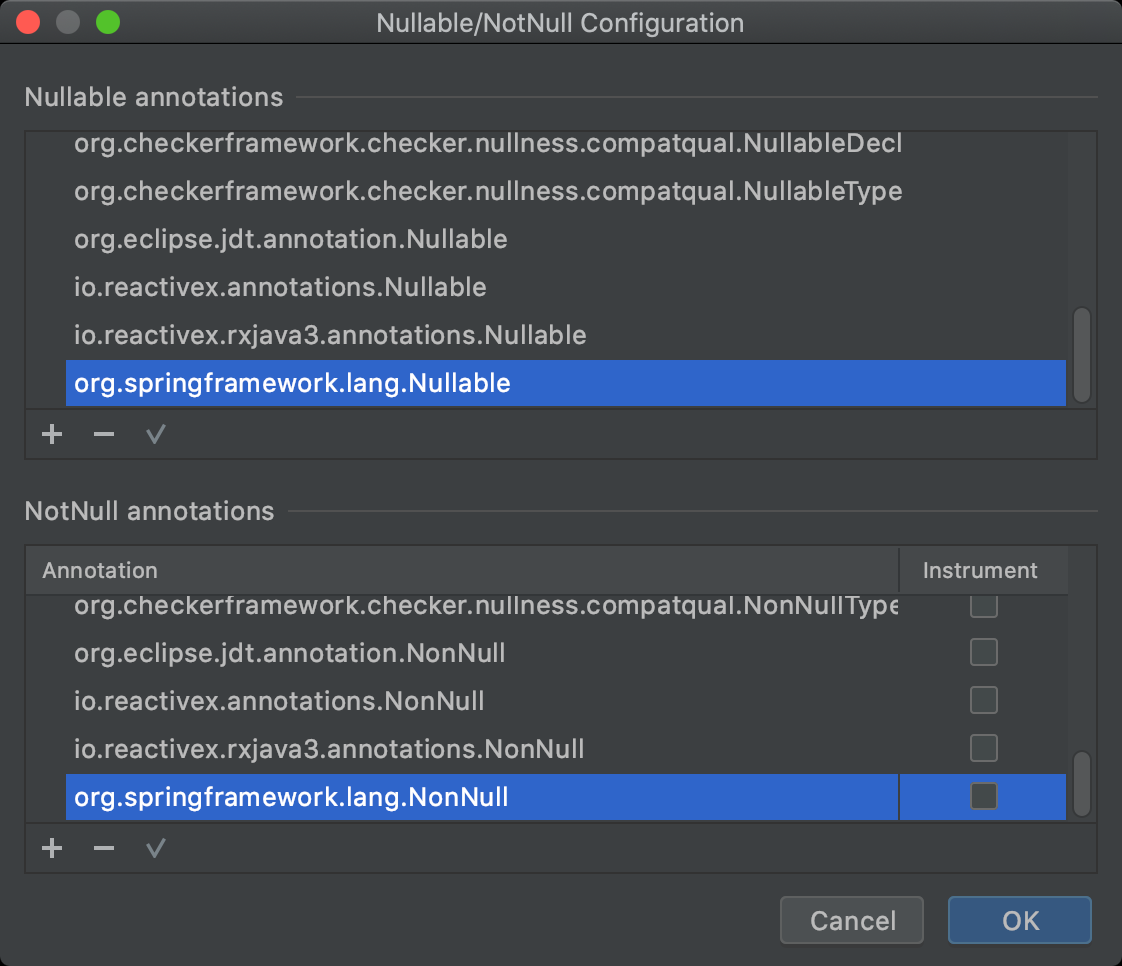 Nullable/NotNull Configuration
Nullable annotations
org.checkerframework.checker.nullness.compatqual.NullableDecl
org.checkerframework.checker.nullness.compatqual.NullableType
org.eclipse.jdt.annotation.Nullable
io.reactivex.annotations.Nullable
io.reactivex.rxjava3.annotations.Nullable
org.springframework.lang.Nullable
NotNull annotations
Annotation Instrument
org.checkerframework.checker.nullness.compatqual.NonNullType
org.eclipse.jdt.annotation.NonNull
io.reactivex.annotations.NonNull
io.reactivex.rxjava3.annotations.NonNull
org.springframework.lang.NonNull
Cancel OK